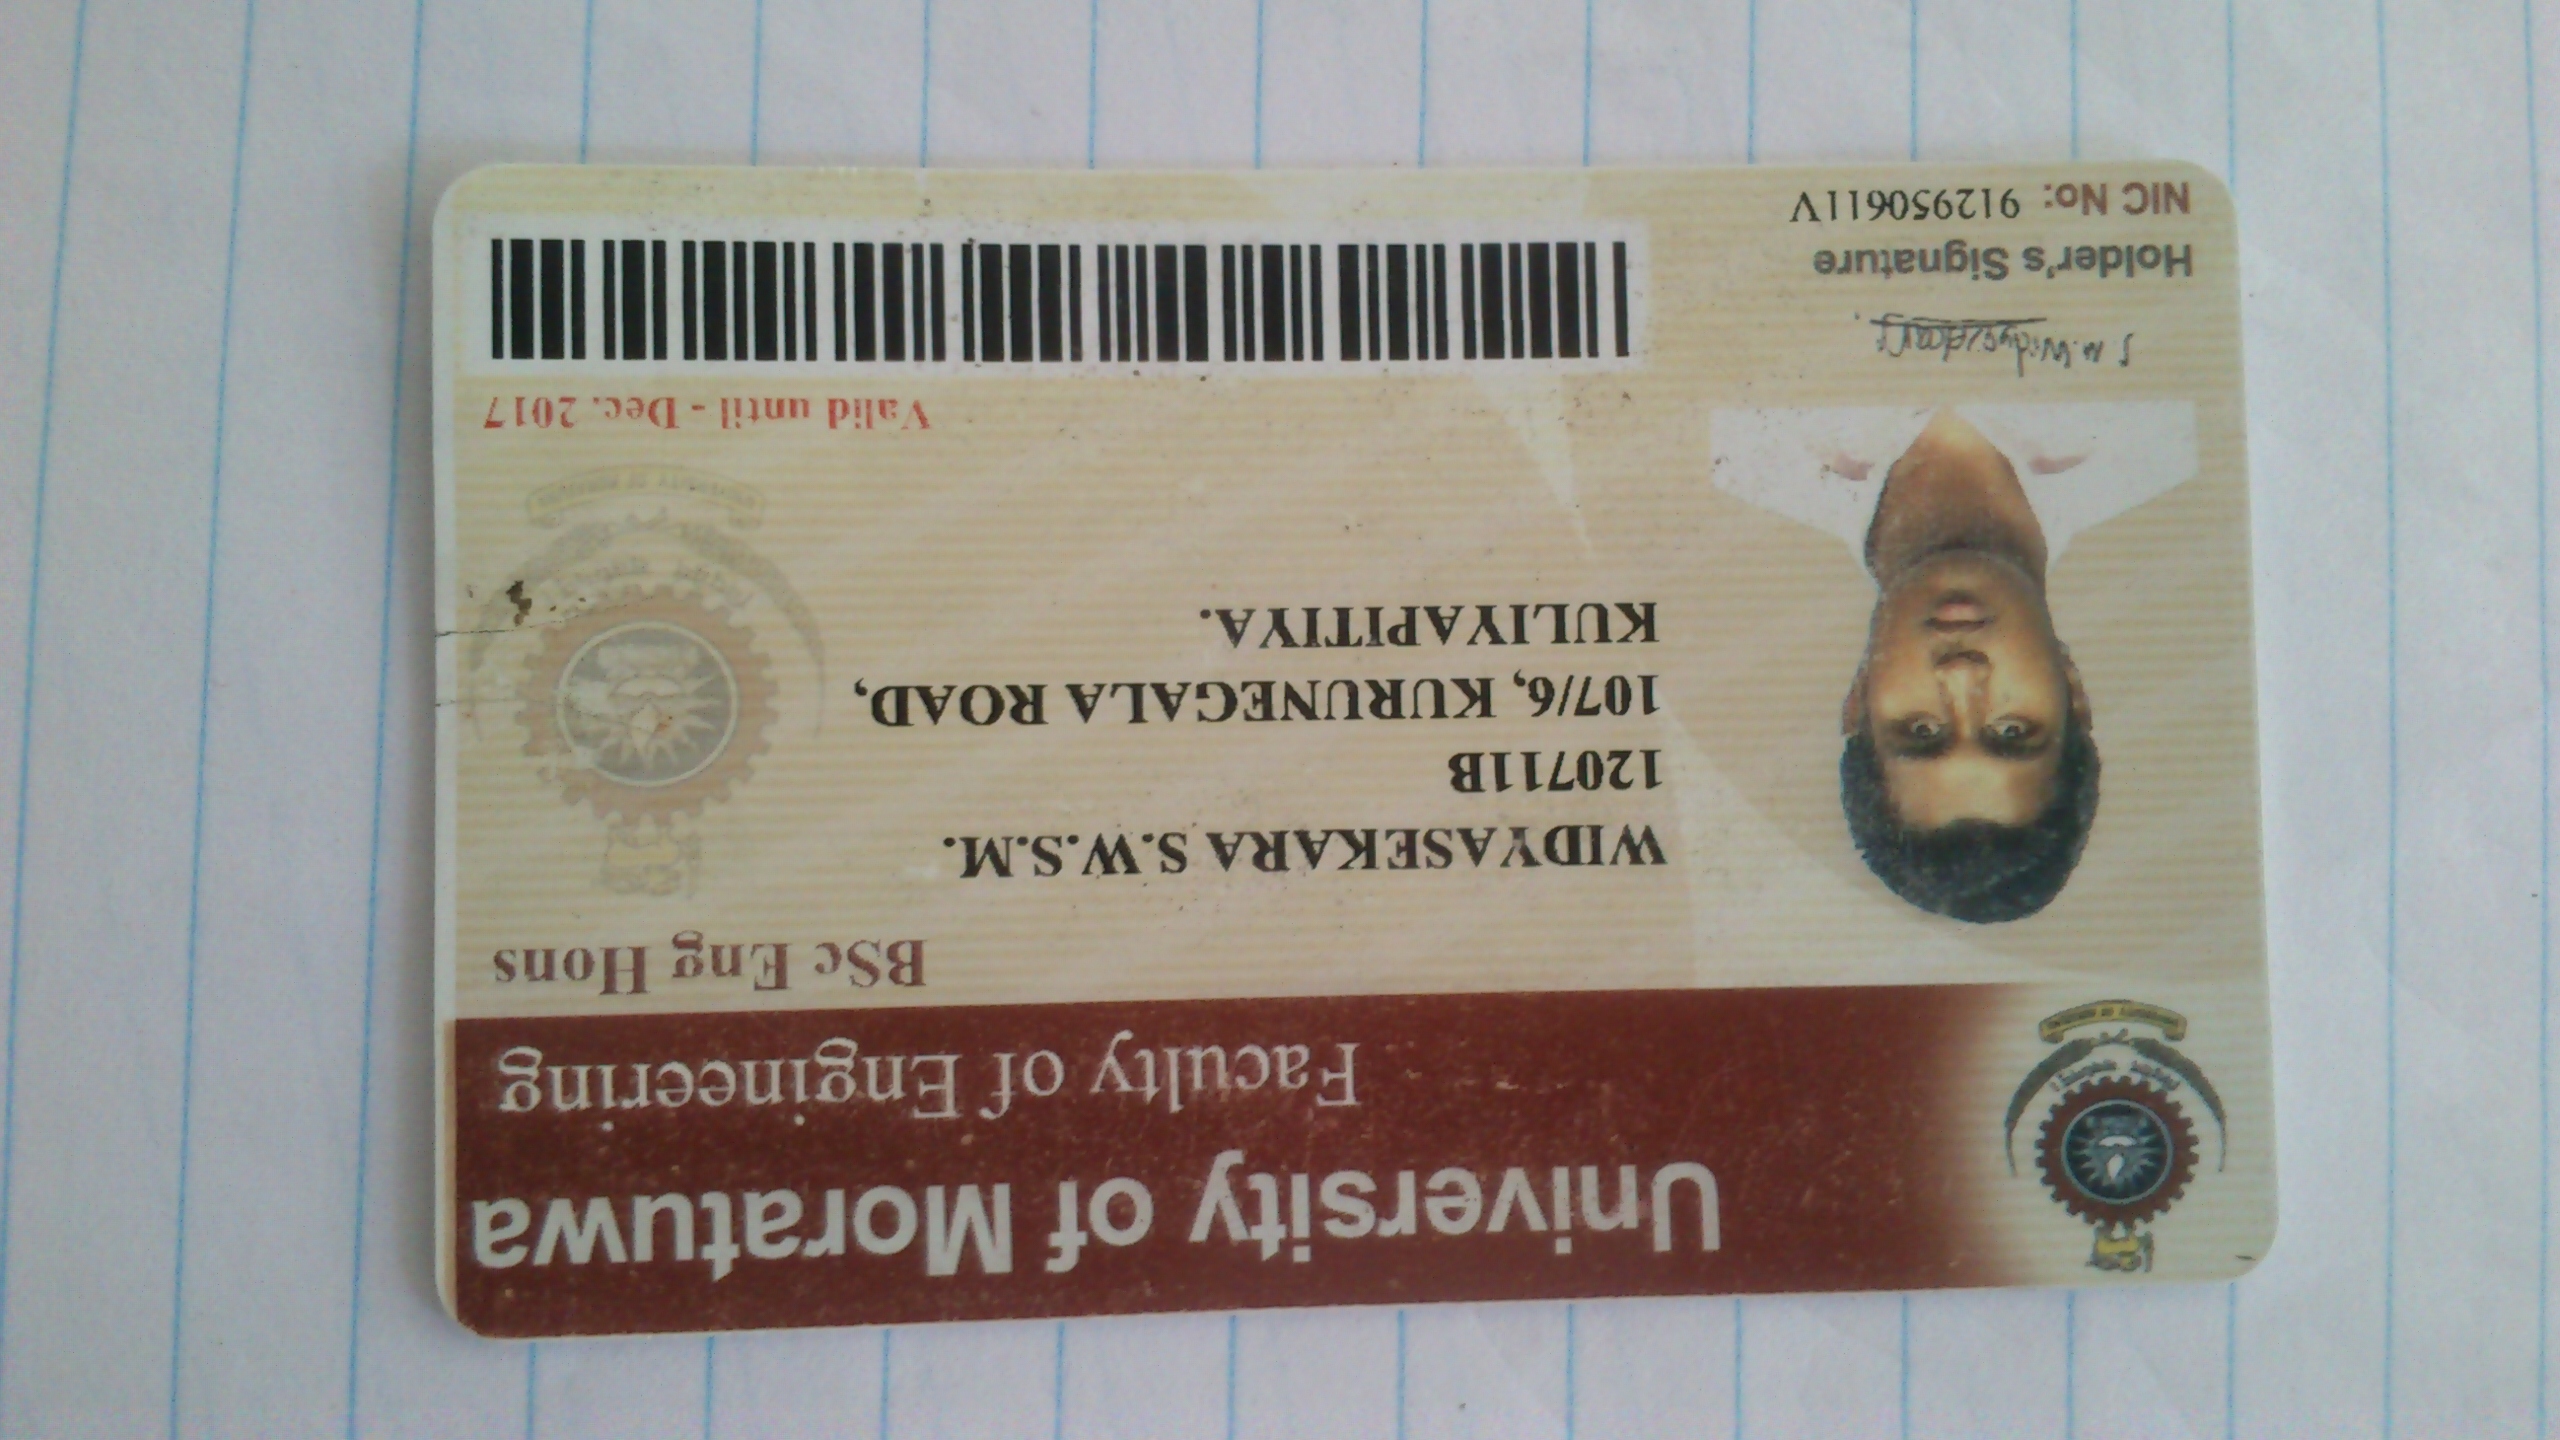 University of Moratuwa
Faculty of Engineering
BSc Eng Hons
WIDYASEKARA S.W.S.M.
120711B
107/6, KURUNEGALA ROAD,
KULIYAPITIYA.
Valid until - Dec. 2017
S M. Widyasekara
Holder's Signature
NIC No: 912950611V